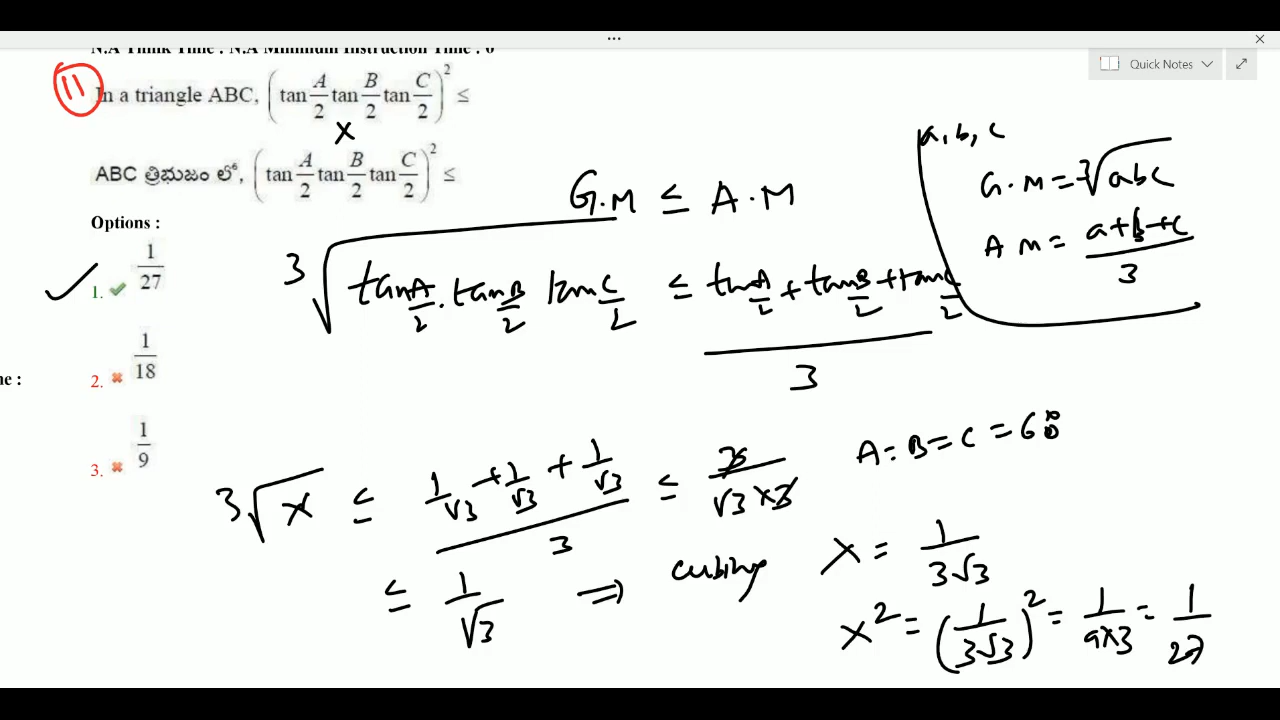 N.A Think Time : N.A Minimum Instruction Time : 0
Quick Notes
11
In a triangle ABC, (tan A/2 tan B/2 tan C/2)² ≤
x
ABC త్రిభుజం లో, (tan A/2 tan B/2 tan C/2)² ≤
Options :
1. 1/27
2. 1/18
3. 1/9
ne :
a, b, c
G.M = ∛abc
A M = a+b+c/3
G.M ≤ A.M
∛tan A/2 . tan B/2 tan C/2 ≤ tan A/2 + tan B/2 + tan C/2 / 3
A = B = C = 60°
∛x ≤ 1/√3 + 1/√3 + 1/√3 / 3 ≤ 3/√3 × 3
≤ 1/√3 ⇒ cubing x = 1/3√3
x² = (1/3√3)² = 1/9×3 = 1/27